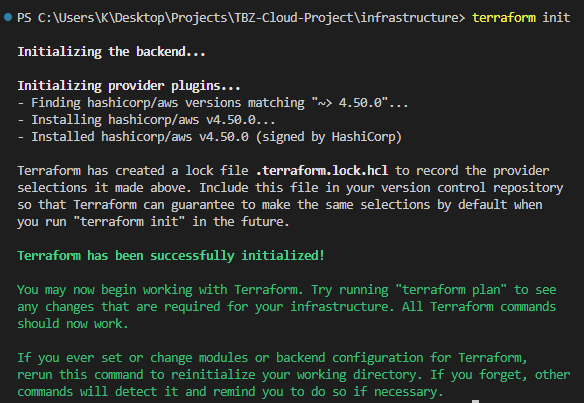 PS C:\Users\K\Desktop\Projects\TBZ-Cloud-Project\infrastructure> terraform init
Initializing the backend...
Initializing provider plugins...
- Finding hashicorp/aws versions matching "~> 4.50.0"...
- Installing hashicorp/aws v4.50.0...
- Installed hashicorp/aws v4.50.0 (signed by HashiCorp)
Terraform has created a lock file .terraform.lock.hcl to record the provider
selections it made above. Include this file in your version control repository
so that Terraform can guarantee to make the same selections by default when
you run "terraform init" in the future.
Terraform has been successfully initialized!
You may now begin working with Terraform. Try running "terraform plan" to see
any changes that are required for your infrastructure. All Terraform commands
should now work.
If you ever set or change modules or backend configuration for Terraform,
rerun this command to reinitialize your working directory. If you forget, other
commands will detect it and remind you to do so if necessary.